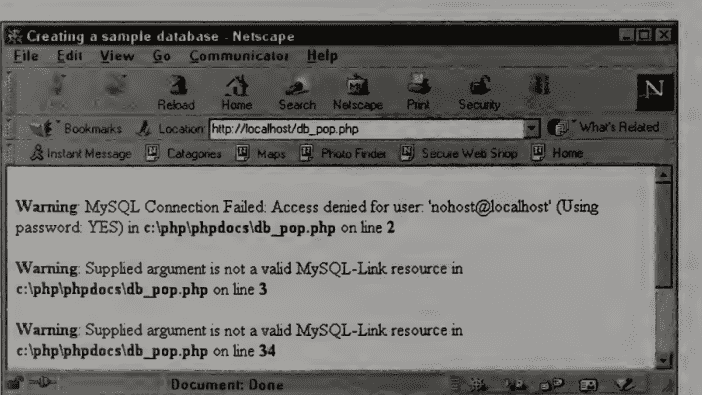 Creating a sample database - Netscape
File Edit View Go Communicator Help
Reload Home Search Netscape Print Security
N
Bookmarks Location: http://localhost/db_pop.php What's Related
Instant Message Catagories Maps Photo Finder Secure Web Shop Home
Warning: MySQL Connection Failed: Access denied for user: 'nohost@localhost' (Using
password: YES) in c:\php\phpdocs\db_pop.php on line 2
Warning: Supplied argument is not a valid MySQL-Link resource in
c:\php\phpdocs\db_pop.php on line 3
Warning: Supplied argument is not a valid MySQL-Link resource in
c:\php\phpdocs\db_pop.php on line 34
Document: Done